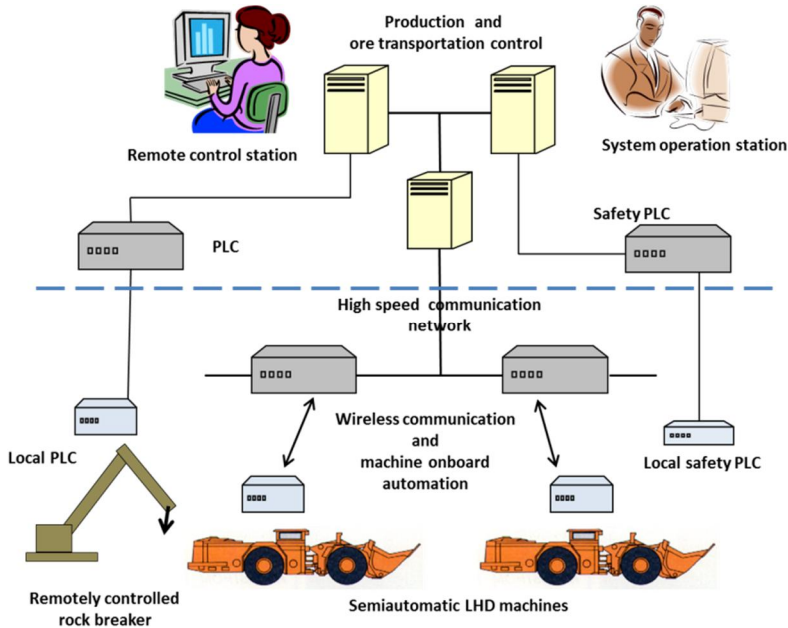 Production and
ore transportation control
Remote control station
System operation station
Safety PLC
PLC
High speed communication
network
Wireless communication
and
machine onboard
automation
Local PLC
Local safety PLC
Remotely controlled
rock breaker
Semiautomatic LHD machines